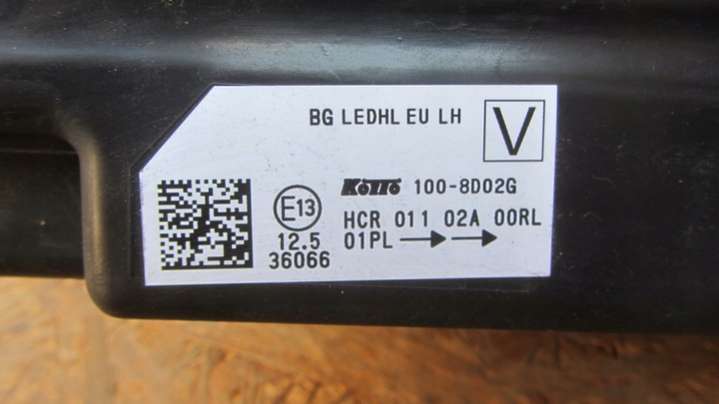 BG LEDHL EU LH
V
KOITO 100-8D02G
E13 HCR 011 02A 00RL
12.5 01PL →→
36066